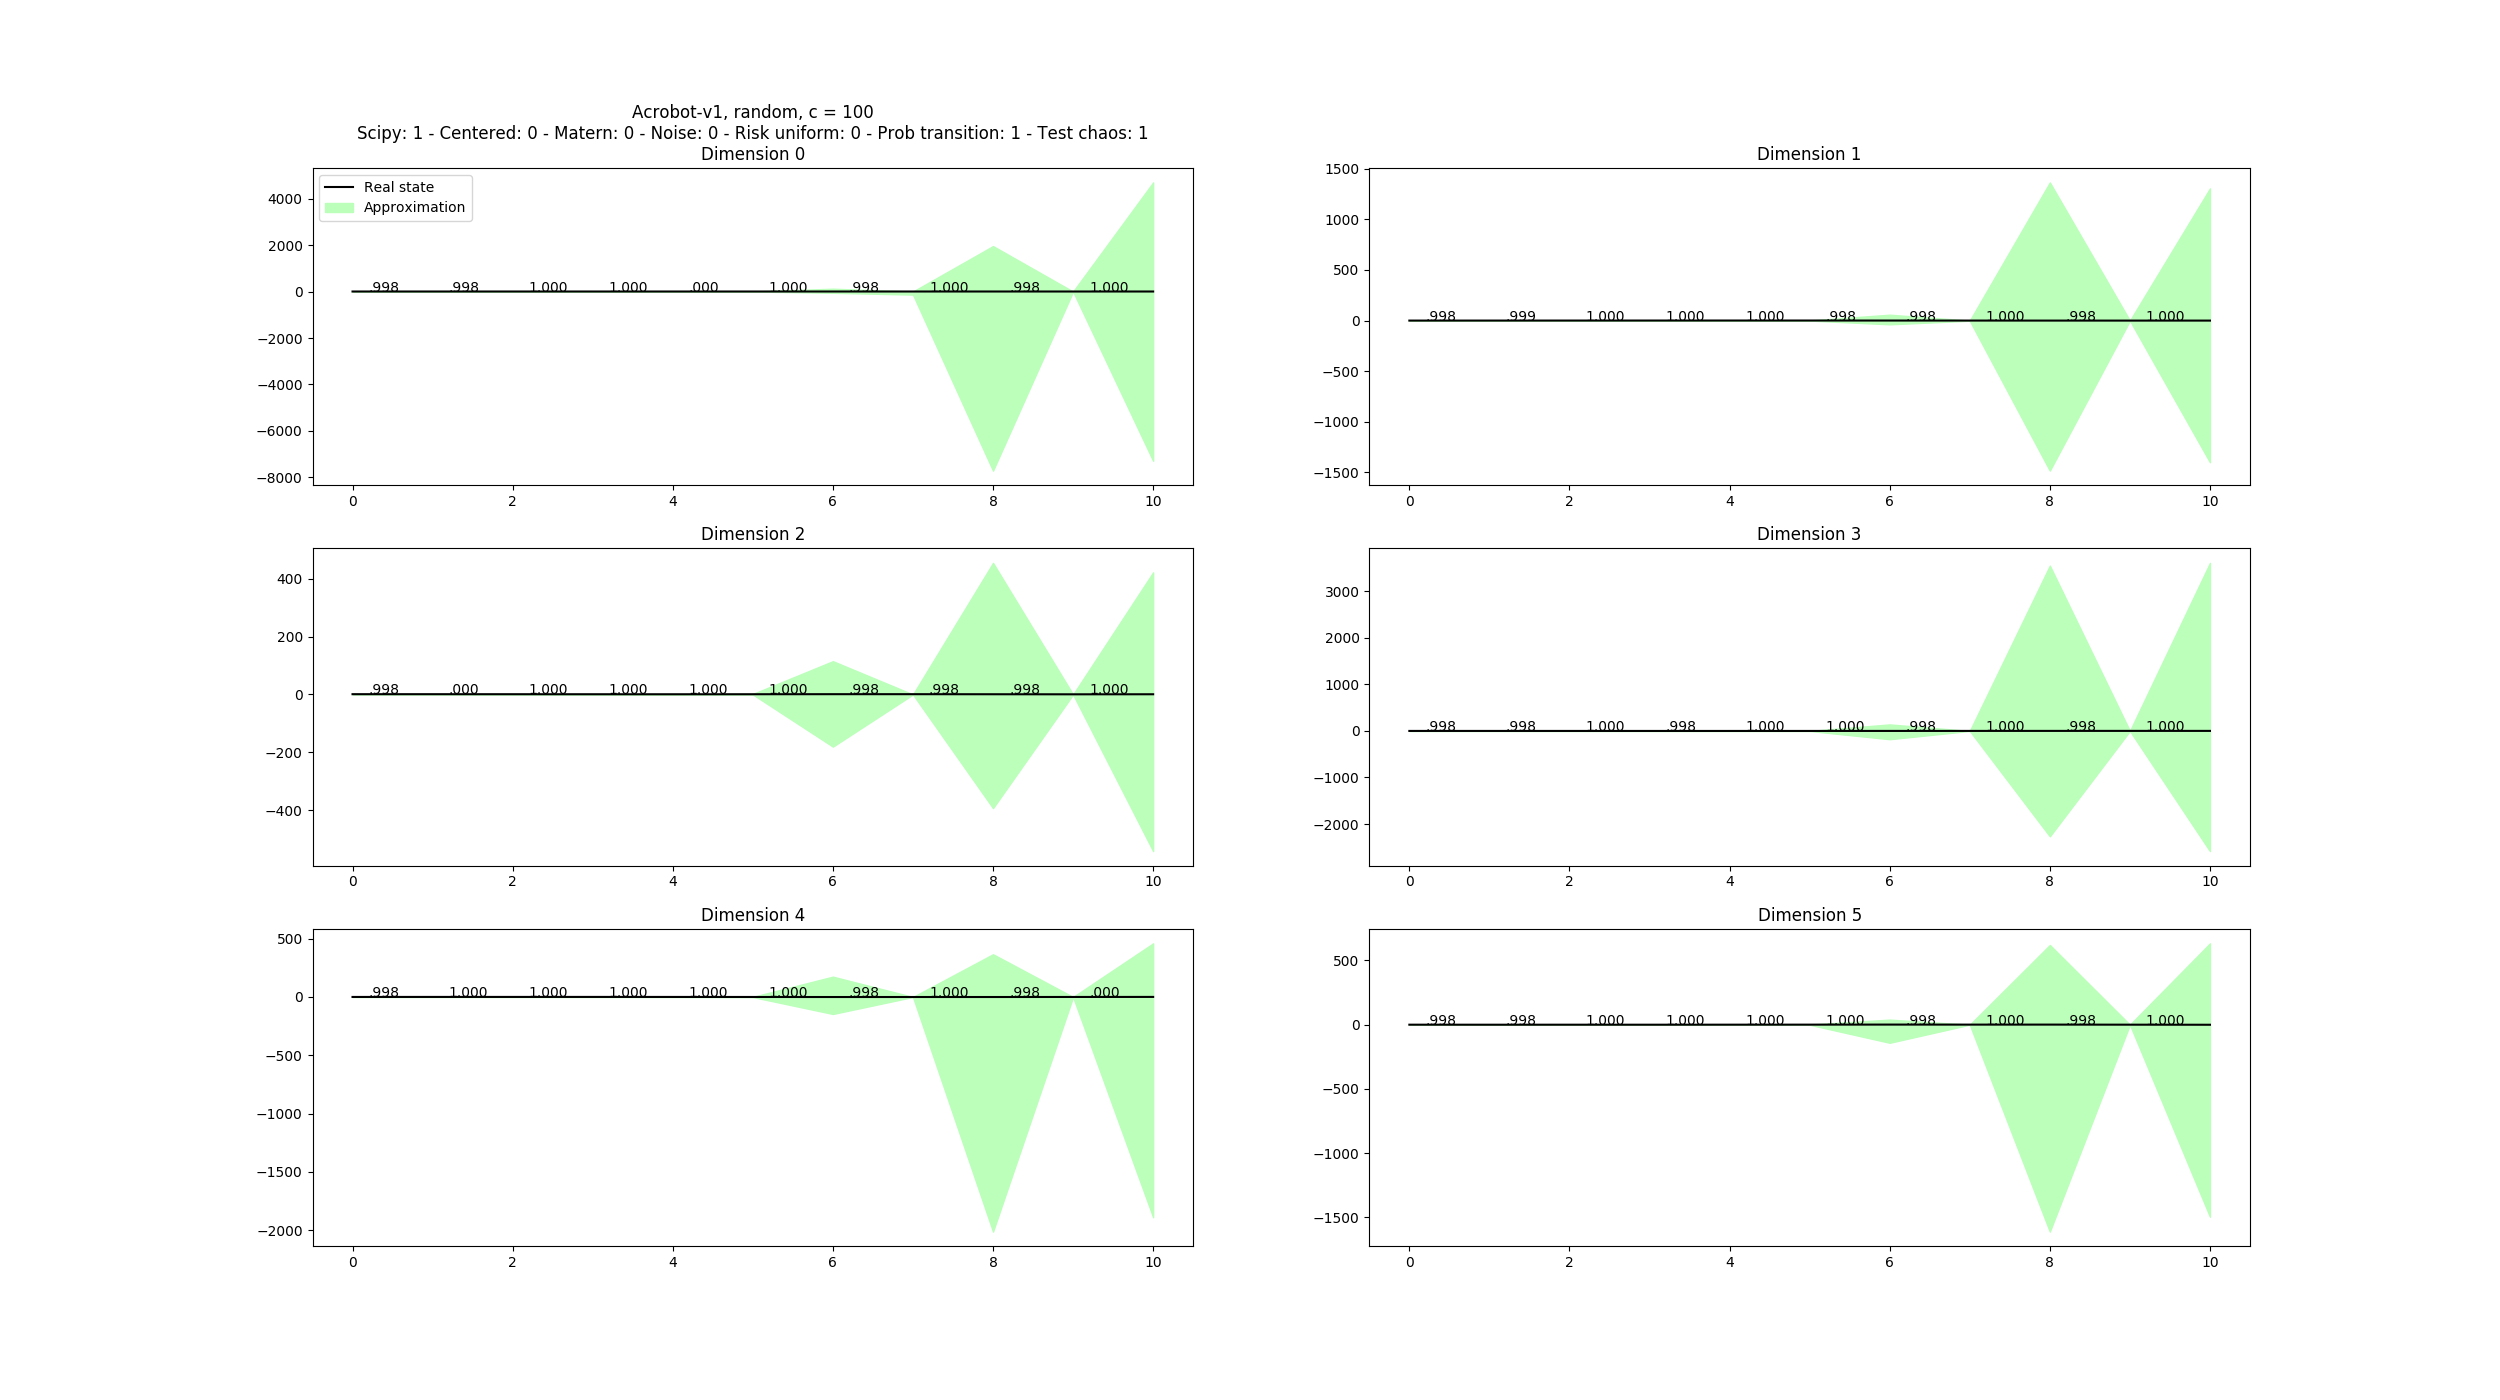 Acrobot-v1, random, c = 100
Scipy: 1 - Centered: 0 - Matern: 0 - Noise: 0 - Risk uniform: 0 - Prob transition: 1 - Test chaos: 1
Dimension 0
Real state
Approximation
4000
2000
0
−2000
−4000
−6000
−8000
.998 .998 1.000 1.000 .000 1.000 .998 1.000 .998 1.000
0 2 4 6 8 10
Dimension 1
1500
1000
500
0
−500
−1000
−1500
.998 .999 1.000 1.000 1.000 .998 .998 1.000 .998 1.000
0 2 4 6 8 10
Dimension 2
400
200
0
−200
−400
.998 .000 1.000 1.000 1.000 1.000 .998 .998 .998 1.000
0 2 4 6 8 10
Dimension 3
3000
2000
1000
0
−1000
−2000
.998 .998 1.000 .998 1.000 1.000 .998 1.000 .998 1.000
0 2 4 6 8 10
Dimension 4
500
0
−500
−1000
−1500
−2000
.998 1.000 1.000 1.000 1.000 1.000 .998 1.000 .998 .000
0 2 4 6 8 10
Dimension 5
500
0
−500
−1000
−1500
.998 .998 1.000 1.000 1.000 1.000 .998 1.000 .998 1.000
0 2 4 6 8 10